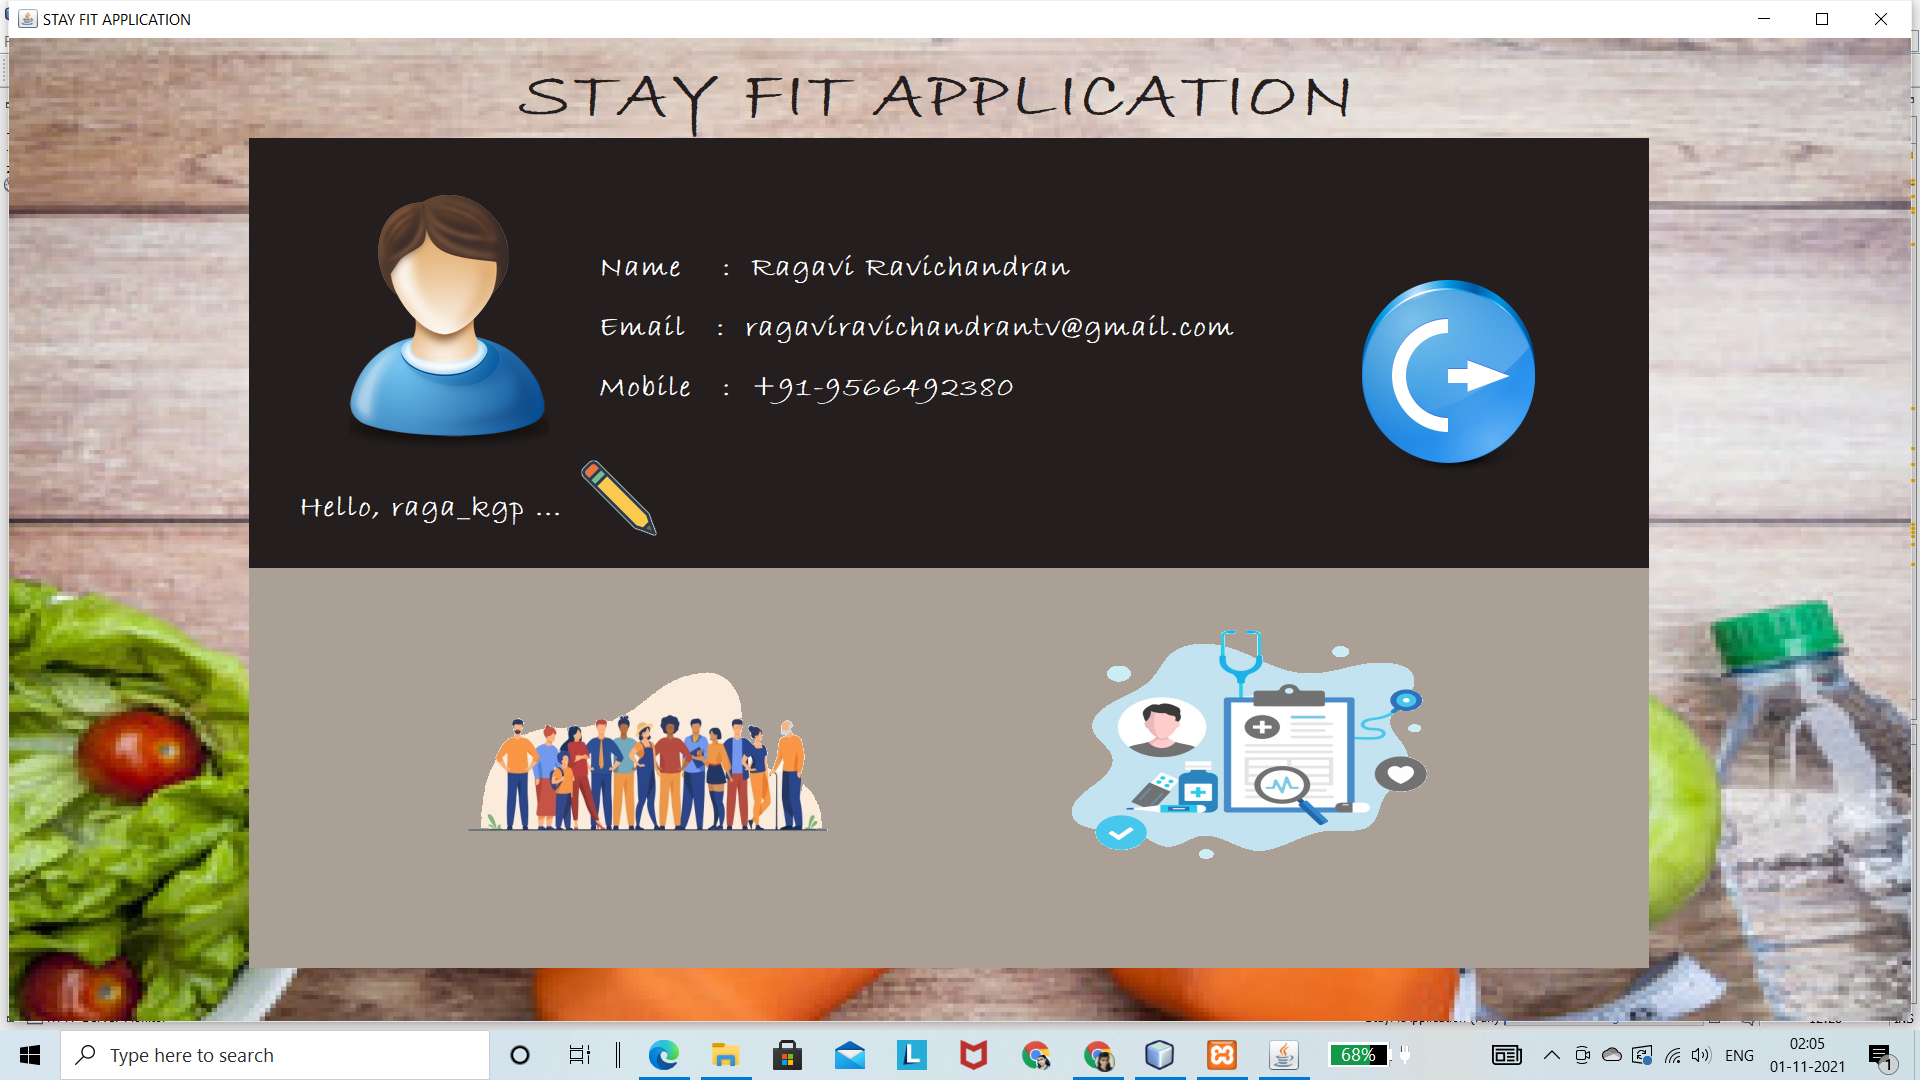 STAY FIT APPLICATION
STAY FIT APPLICATION
Name : Ragavi Ravichandran
Email : ragaviravichandrantv@gmail.com
Mobile : +91-9566492380
Hello, raga_kgp ...
Type here to search
L
68%
ENG
02:05
01-11-2021
1